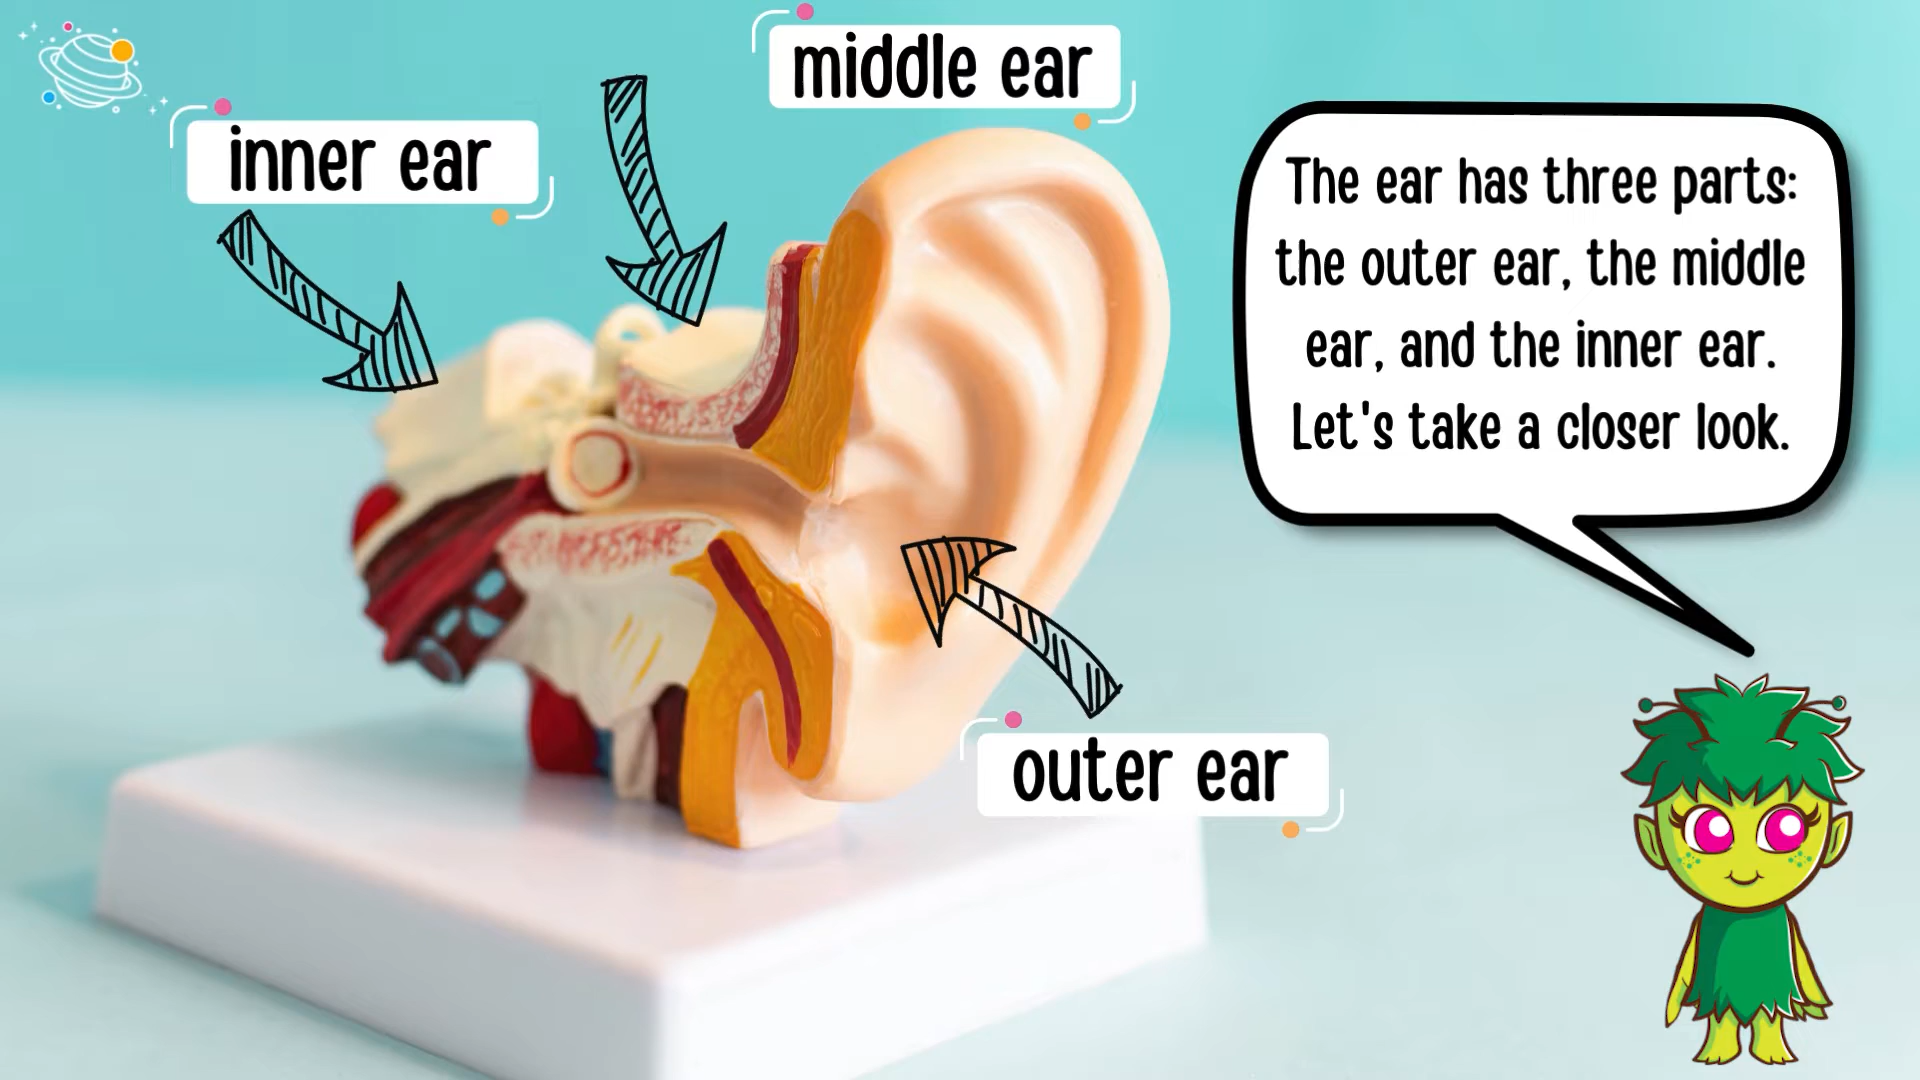 middle ear
inner ear
The ear has three parts:
the outer ear, the middle
ear, and the inner ear.
Let's take a closer look.
outer ear